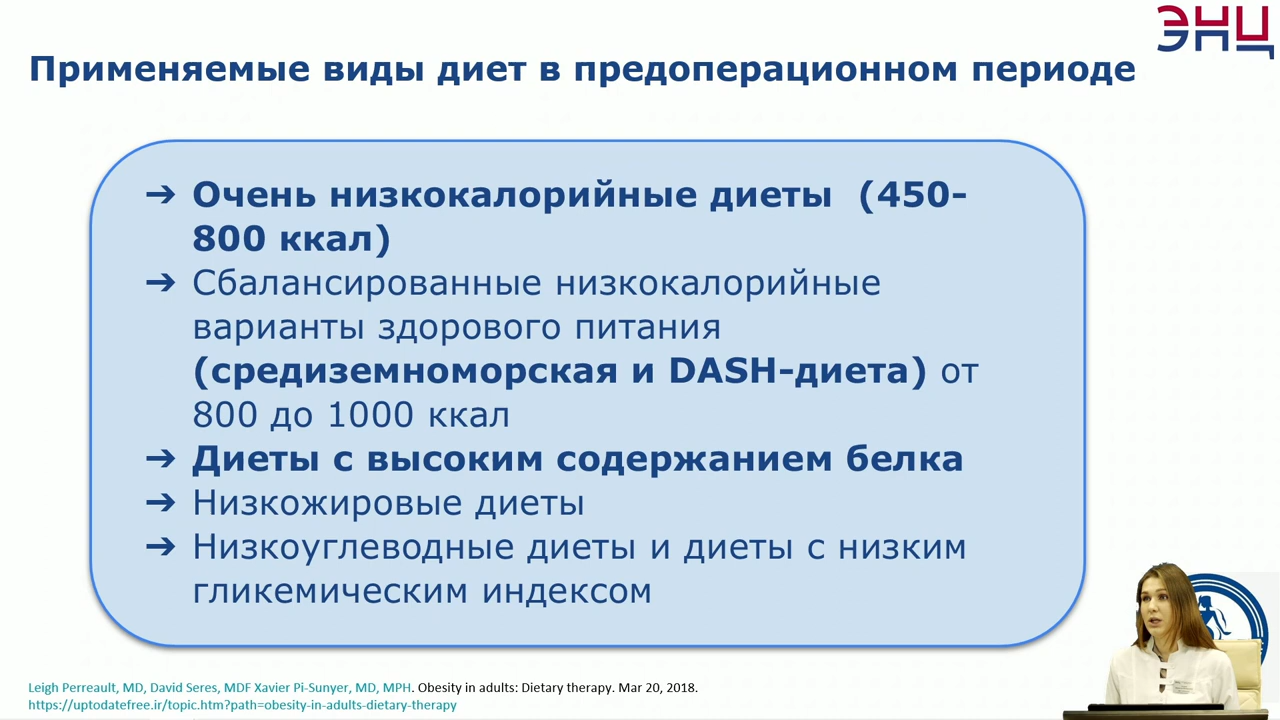 ЭНЦ
Применяемые виды диет в предоперационном периоде
➔ Очень низкокалорийные диеты (450-
800 ккал)
➔ Сбалансированные низкокалорийные
варианты здорового питания
(средиземноморская и DASH-диета) от
800 до 1000 ккал
➔ Диеты с высоким содержанием белка
➔ Низкожировые диеты
➔ Низкоуглеводные диеты и диеты с низким
гликемическим индексом
Leigh Perreault, MD, David Seres, MDF Xavier Pi-Sunyer, MD, MPH. Obesity in adults: Dietary therapy. Mar 20, 2018.
https://uptodatefree.ir/topic.htm?path=obesity-in-adults-dietary-therapy